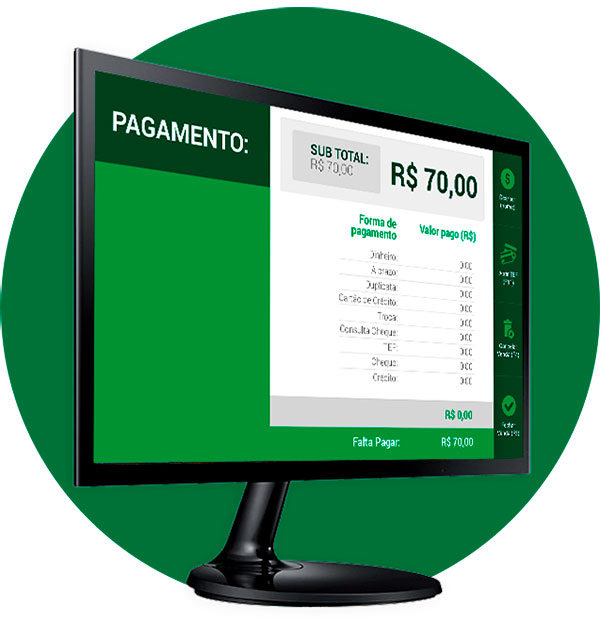 PAGAMENTO:
SUB TOTAL:
R$ 70,00
R$ 70,00
Forma de
pagamento
Valor pago (R$)
Dinheiro: 0,00
A prazo: 0,00
Duplicata: 0,00
Cartão de Crédito: 0,00
Troca: 0,00
Consulta Cheque: 0,00
TEF: 0,00
Cheque: 0,00
Crédito: 0,00
R$ 0,00
Falta Pagar: R$ 70,00
Cancelar